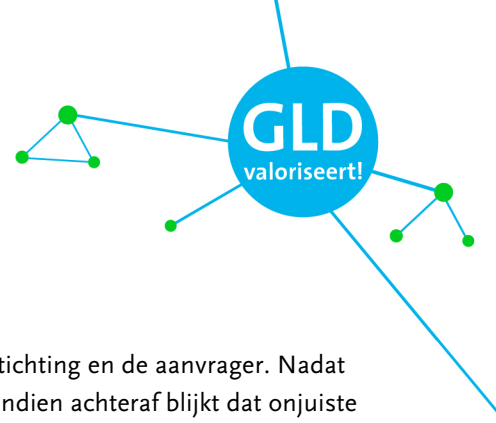 GLD
valoriseert!
tichting en de aanvrager. Nadat
ndien achteraf blijkt dat onjuiste